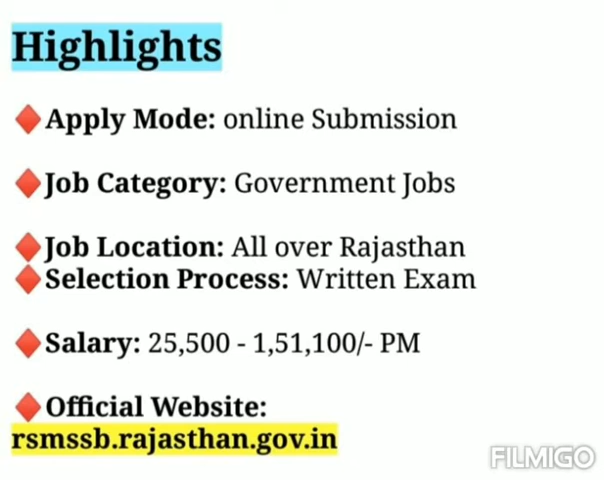 Highlights
♦Apply Mode: online Submission
♦Job Category: Government Jobs
♦Job Location: All over Rajasthan
♦Selection Process: Written Exam
♦Salary: 25,500 - 1,51,100/- PM
♦Official Website:
rsmssb.rajasthan.gov.in
FILMIGO